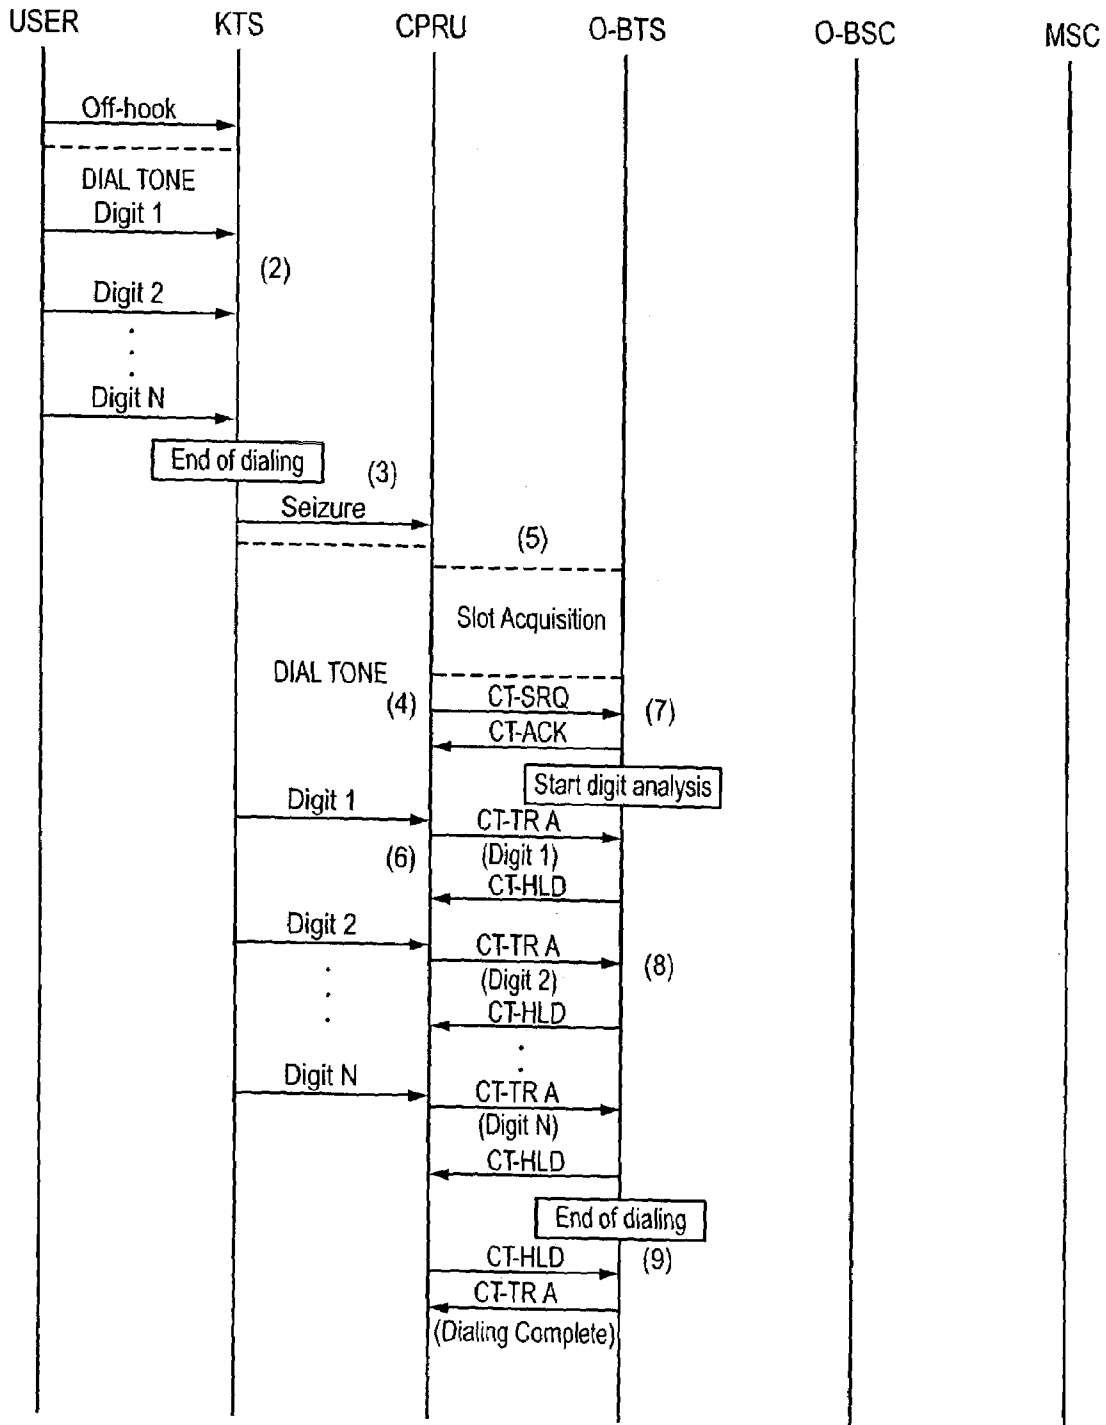 USER KTS CPRU O-BTS O-BSC MSC
Off-hook
DIAL TONE
Digit 1
(2)
Digit 2
Digit N
End of dialing
(3)
Seizure
(5)
Slot Acquisition
DIAL TONE
(4)
CT-SRQ
(7)
CT-ACK
Start digit analysis
Digit 1
CT-TR A
(Digit 1)
(6)
CT-HLD
Digit 2
CT-TR A
(8)
(Digit 2)
CT-HLD
Digit N
CT-TR A
(Digit N)
CT-HLD
End of dialing
CT-HLD
(9)
CT-TR A
(Dialing Complete)